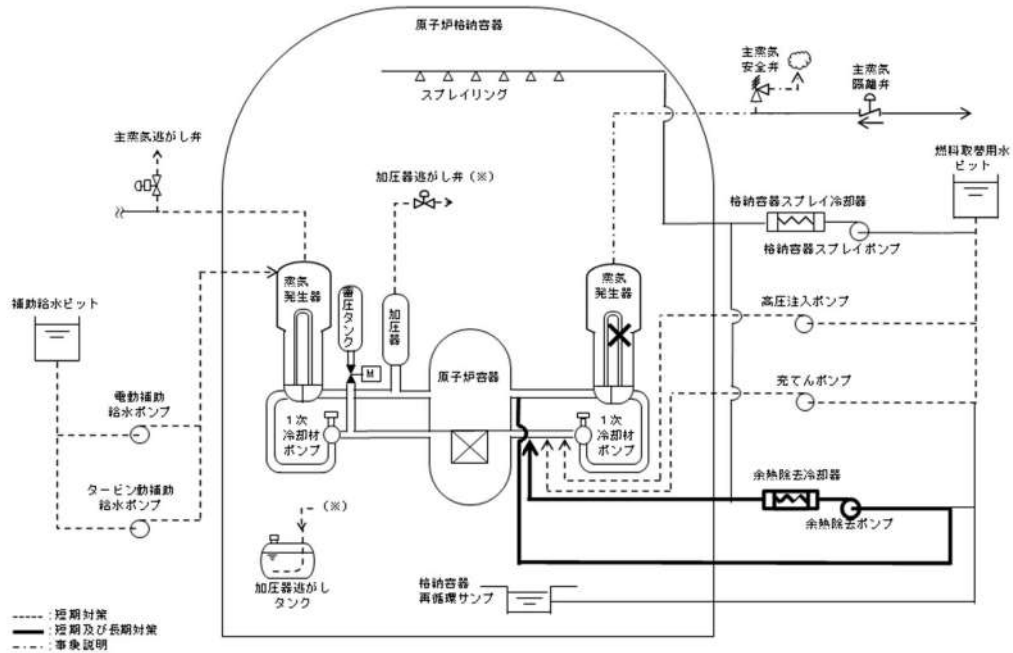 原子炉格納容器
スプレイリング
主蒸気
安全弁
主蒸気
隔離弁
主蒸気逃がし弁
加圧器逃がし弁（※）
燃料取替用水
ピット
格納容器スプレイ冷却器
格納容器スプレイポンプ
蒸気
発生器
蓄圧タンク
加圧器
蒸気
発生器
補助給水ピット
高圧注入ポンプ
原子炉容器
M
充てんポンプ
電動補助
給水ポンプ
１次
冷却材
ポンプ
１次
冷却材
ポンプ
タービン動補助
給水ポンプ
余熱除去冷却器
余熱除去ポンプ
（※）
加圧器逃がし
タンク
格納容器
再循環サンプ
：短期対策
：短期及び長期対策
：事象説明